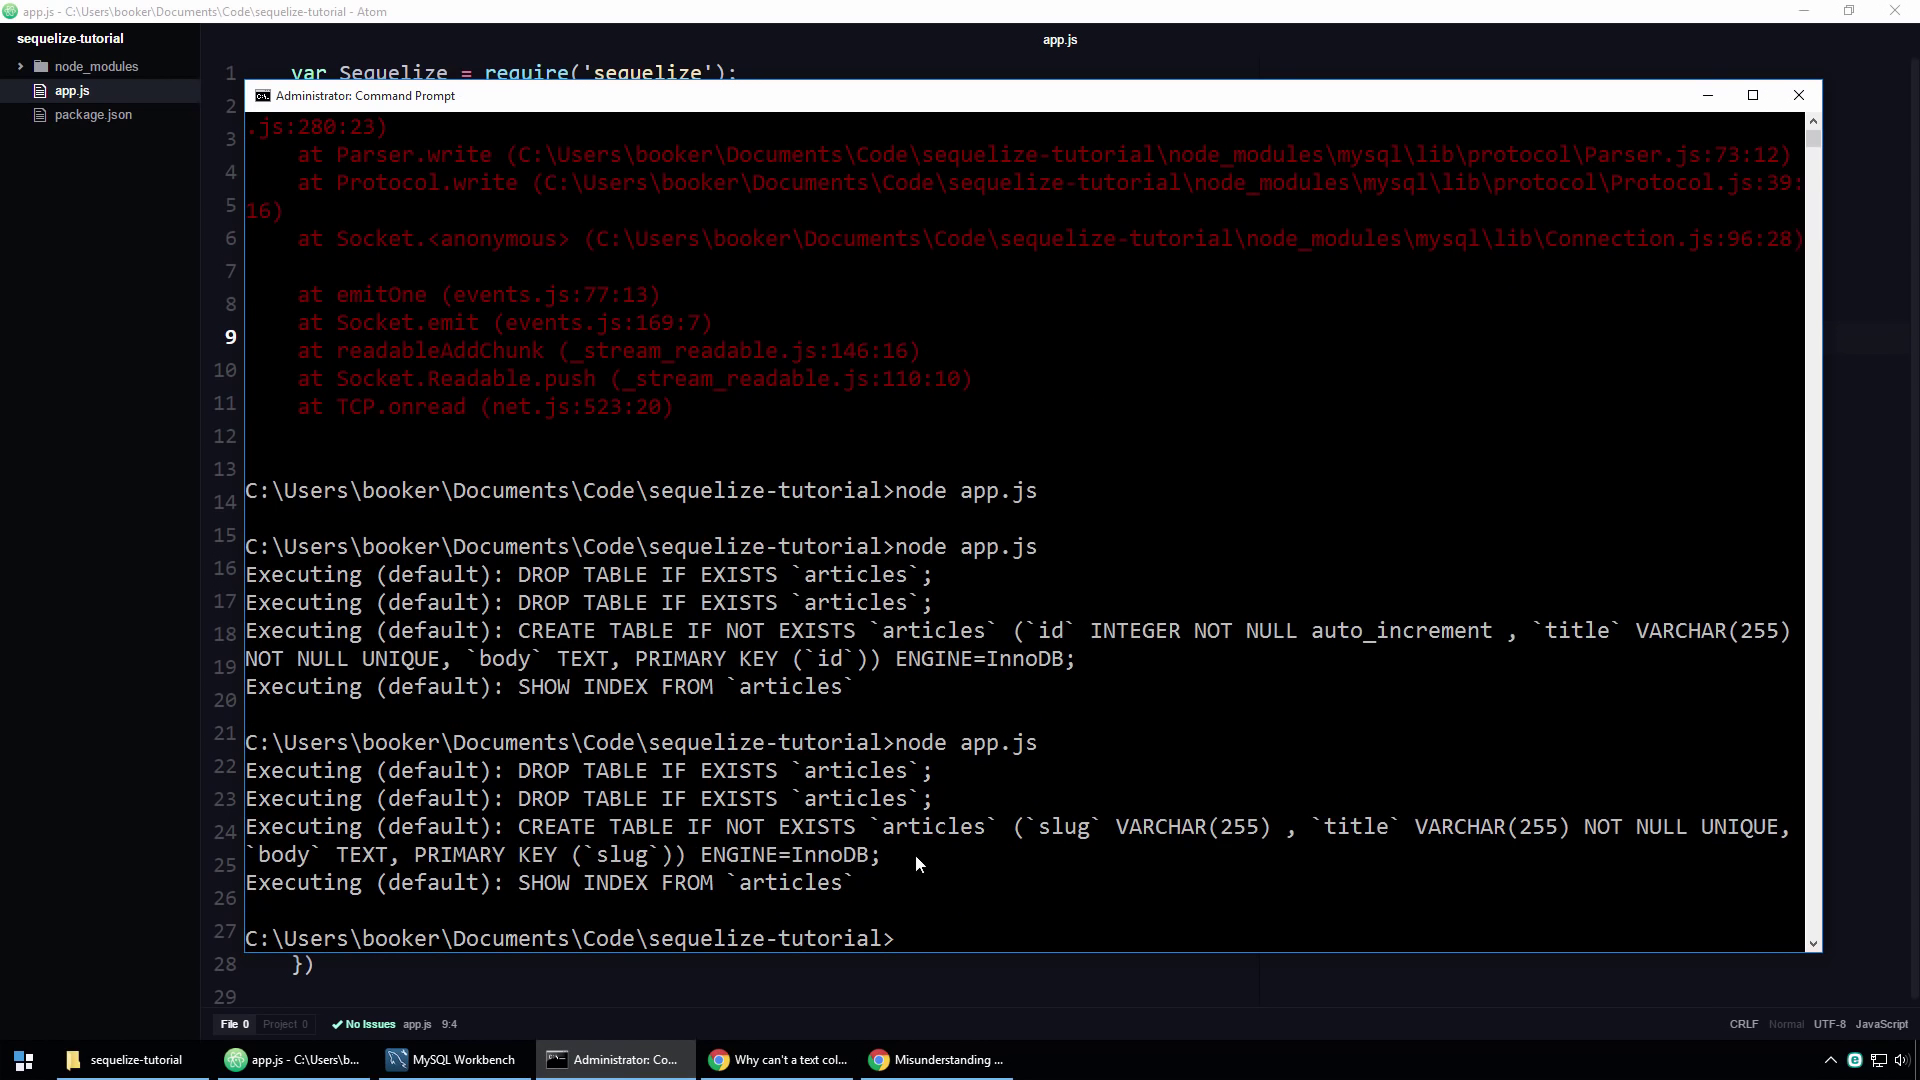 app.js - C:\Users\booker\Documents\Code\sequelize-tutorial - Atom
sequelize-tutorial
node_modules
app.js
package.json
app.js
1 var Sequelize = require('sequelize');
2
3
4
5
6
7
8
9
10
11
12
13
14
15
16
17
18
19
20
21
22
23
24
25
26
27
28 })
29
Administrator: Command Prompt
.js:280:23)
at Parser.write (C:\Users\booker\Documents\Code\sequelize-tutorial\node_modules\mysql\lib\protocol\Parser.js:73:12)
at Protocol.write (C:\Users\booker\Documents\Code\sequelize-tutorial\node_modules\mysql\lib\protocol\Protocol.js:39:
16)
at Socket.<anonymous> (C:\Users\booker\Documents\Code\sequelize-tutorial\node_modules\mysql\lib\Connection.js:96:28)
at emitOne (events.js:77:13)
at Socket.emit (events.js:169:7)
at readableAddChunk (_stream_readable.js:146:16)
at Socket.Readable.push (_stream_readable.js:110:10)
at TCP.onread (net.js:523:20)
C:\Users\booker\Documents\Code\sequelize-tutorial>node app.js
C:\Users\booker\Documents\Code\sequelize-tutorial>node app.js
Executing (default): DROP TABLE IF EXISTS `articles`;
Executing (default): DROP TABLE IF EXISTS `articles`;
Executing (default): CREATE TABLE IF NOT EXISTS `articles` (`id` INTEGER NOT NULL auto_increment , `title` VARCHAR(255)
NOT NULL UNIQUE, `body` TEXT, PRIMARY KEY (`id`)) ENGINE=InnoDB;
Executing (default): SHOW INDEX FROM `articles`
C:\Users\booker\Documents\Code\sequelize-tutorial>node app.js
Executing (default): DROP TABLE IF EXISTS `articles`;
Executing (default): DROP TABLE IF EXISTS `articles`;
Executing (default): CREATE TABLE IF NOT EXISTS `articles` (`slug` VARCHAR(255) , `title` VARCHAR(255) NOT NULL UNIQUE,
`body` TEXT, PRIMARY KEY (`slug`)) ENGINE=InnoDB;
Executing (default): SHOW INDEX FROM `articles`
C:\Users\booker\Documents\Code\sequelize-tutorial>
File 0 Project 0 No Issues app.js 9:4 CRLF Normal UTF-8 JavaScript
sequelize-tutorial app.js - C:\Users\b... MySQL Workbench Administrator: Co... Why can't a text col... Misunderstanding ...